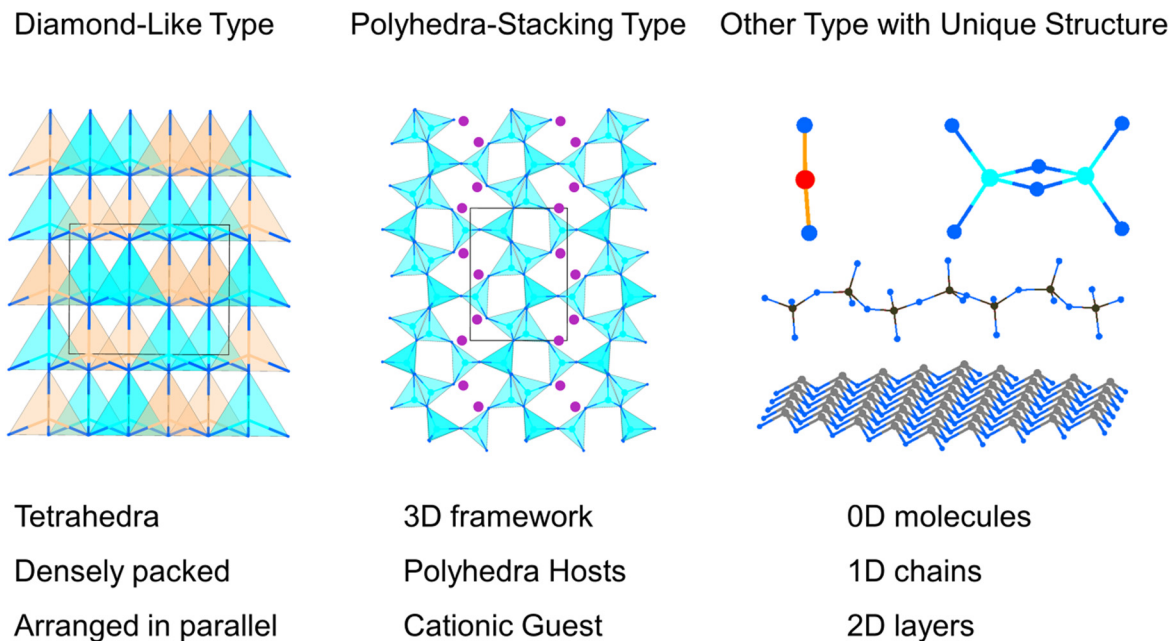 Diamond-Like Type
Polyhedra-Stacking Type
Other Type with Unique Structure
Tetrahedra
3D framework
0D molecules
Densely packed
Polyhedra Hosts
1D chains
Arranged in parallel
Cationic Guest
2D layers